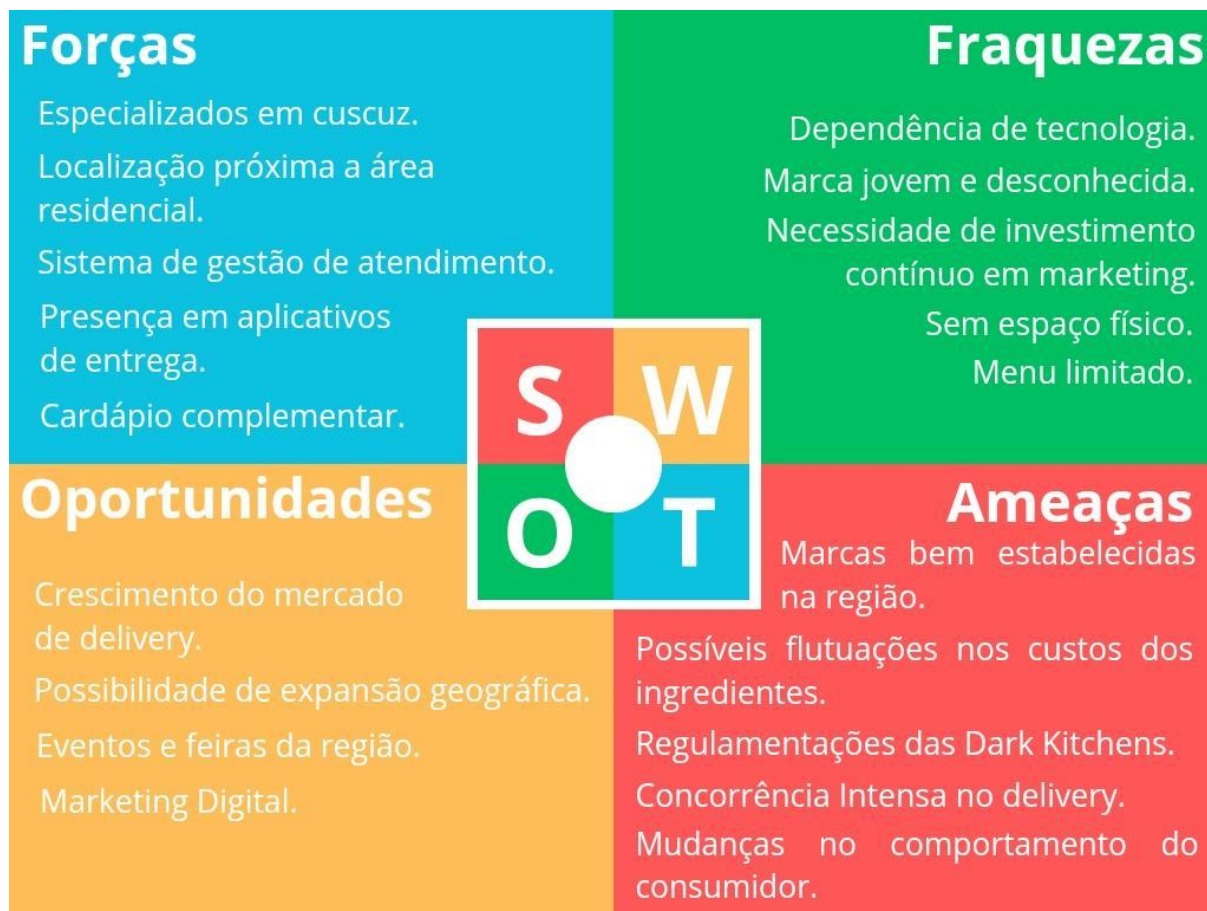 Forças
Especializados em cuscuz.
Localização próxima a área
residencial.
Sistema de gestão de atendimento.
Presença em aplicativos
de entrega.
Cardápio complementar.
Fraquezas
Dependência de tecnologia.
Marca jovem e desconhecida.
Necessidade de investimento
contínuo em marketing.
Sem espaço físico.
Menu limitado.
S W
O T
Oportunidades
Crescimento do mercado
de delivery.
Possibilidade de expansão geográfica.
Eventos e feiras da região.
Marketing Digital.
Ameaças
Marcas bem estabelecidas
na região.
Possíveis flutuações nos custos dos
ingredientes.
Regulamentações das Dark Kitchens.
Concorrência Intensa no delivery.
Mudanças no comportamento do
consumidor.